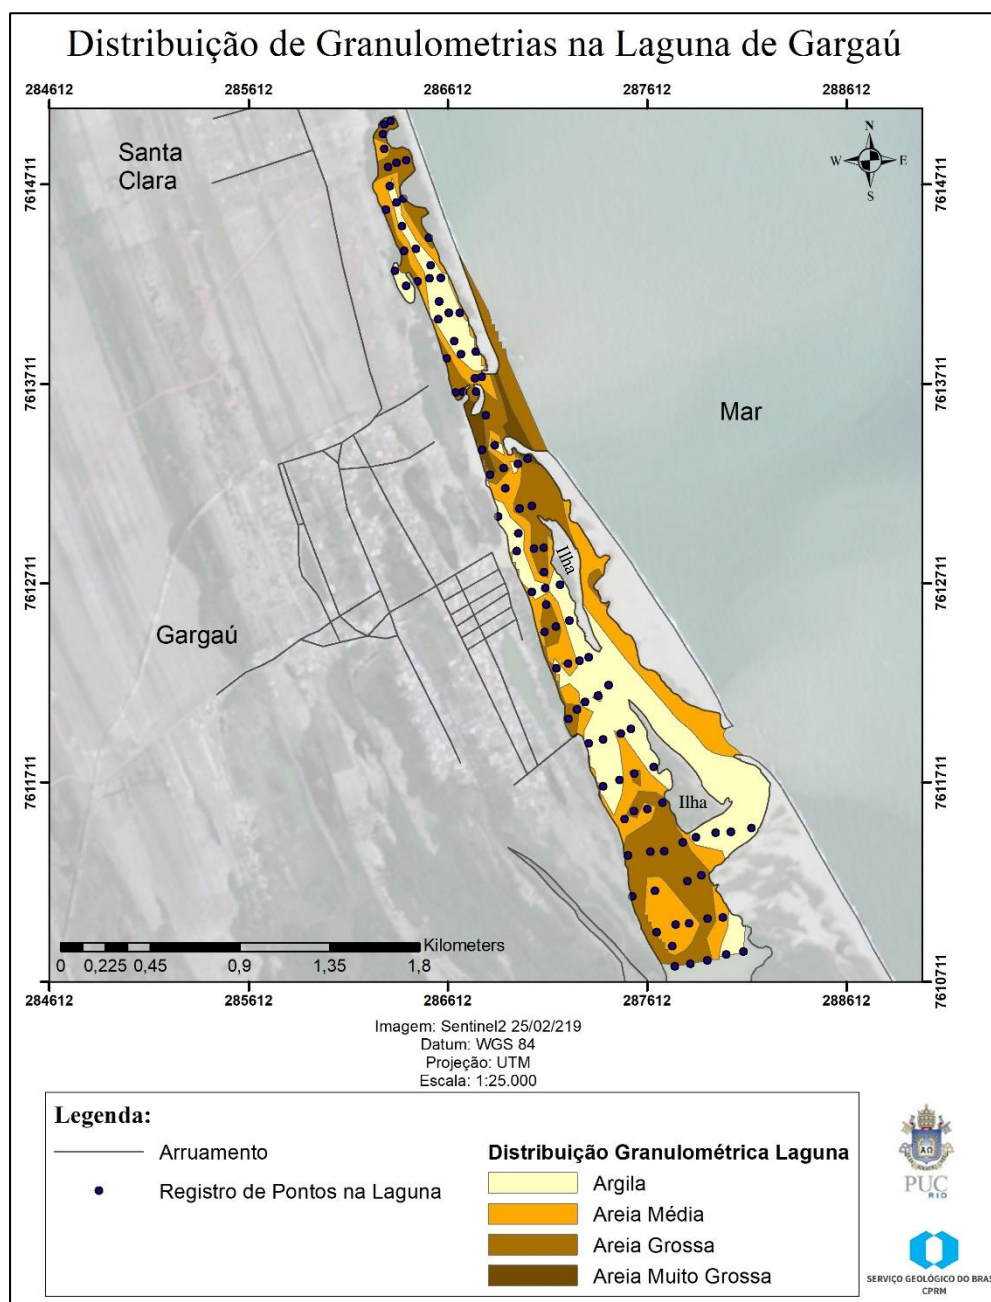 Distribuição de Granulometrias na Laguna de Gargaú
284612 285612 286612 287612 288612
N
W E
S
Santa
Clara
7614711 7614711
7613711 7613711
Mar
Ilha
7612711 7612711
Gargaú
7611711 7611711
Ilha
Kilometers
0 0,225 0,45 0,9 1,35 1,8
7610711
284612 285612 286612 287612 288612
Imagem: Sentinel2 25/02/219
Datum: WGS 84
Projeção: UTM
Escala: 1:25.000
Legenda:
Arruamento
Registro de Pontos na Laguna
Distribuição Granulométrica Laguna
Argila
Areia Média
Areia Grossa
Areia Muito Grossa
ΑΩ
PUC
RIO
SERVIÇO GEOLÓGICO DO BRAS
CPRM